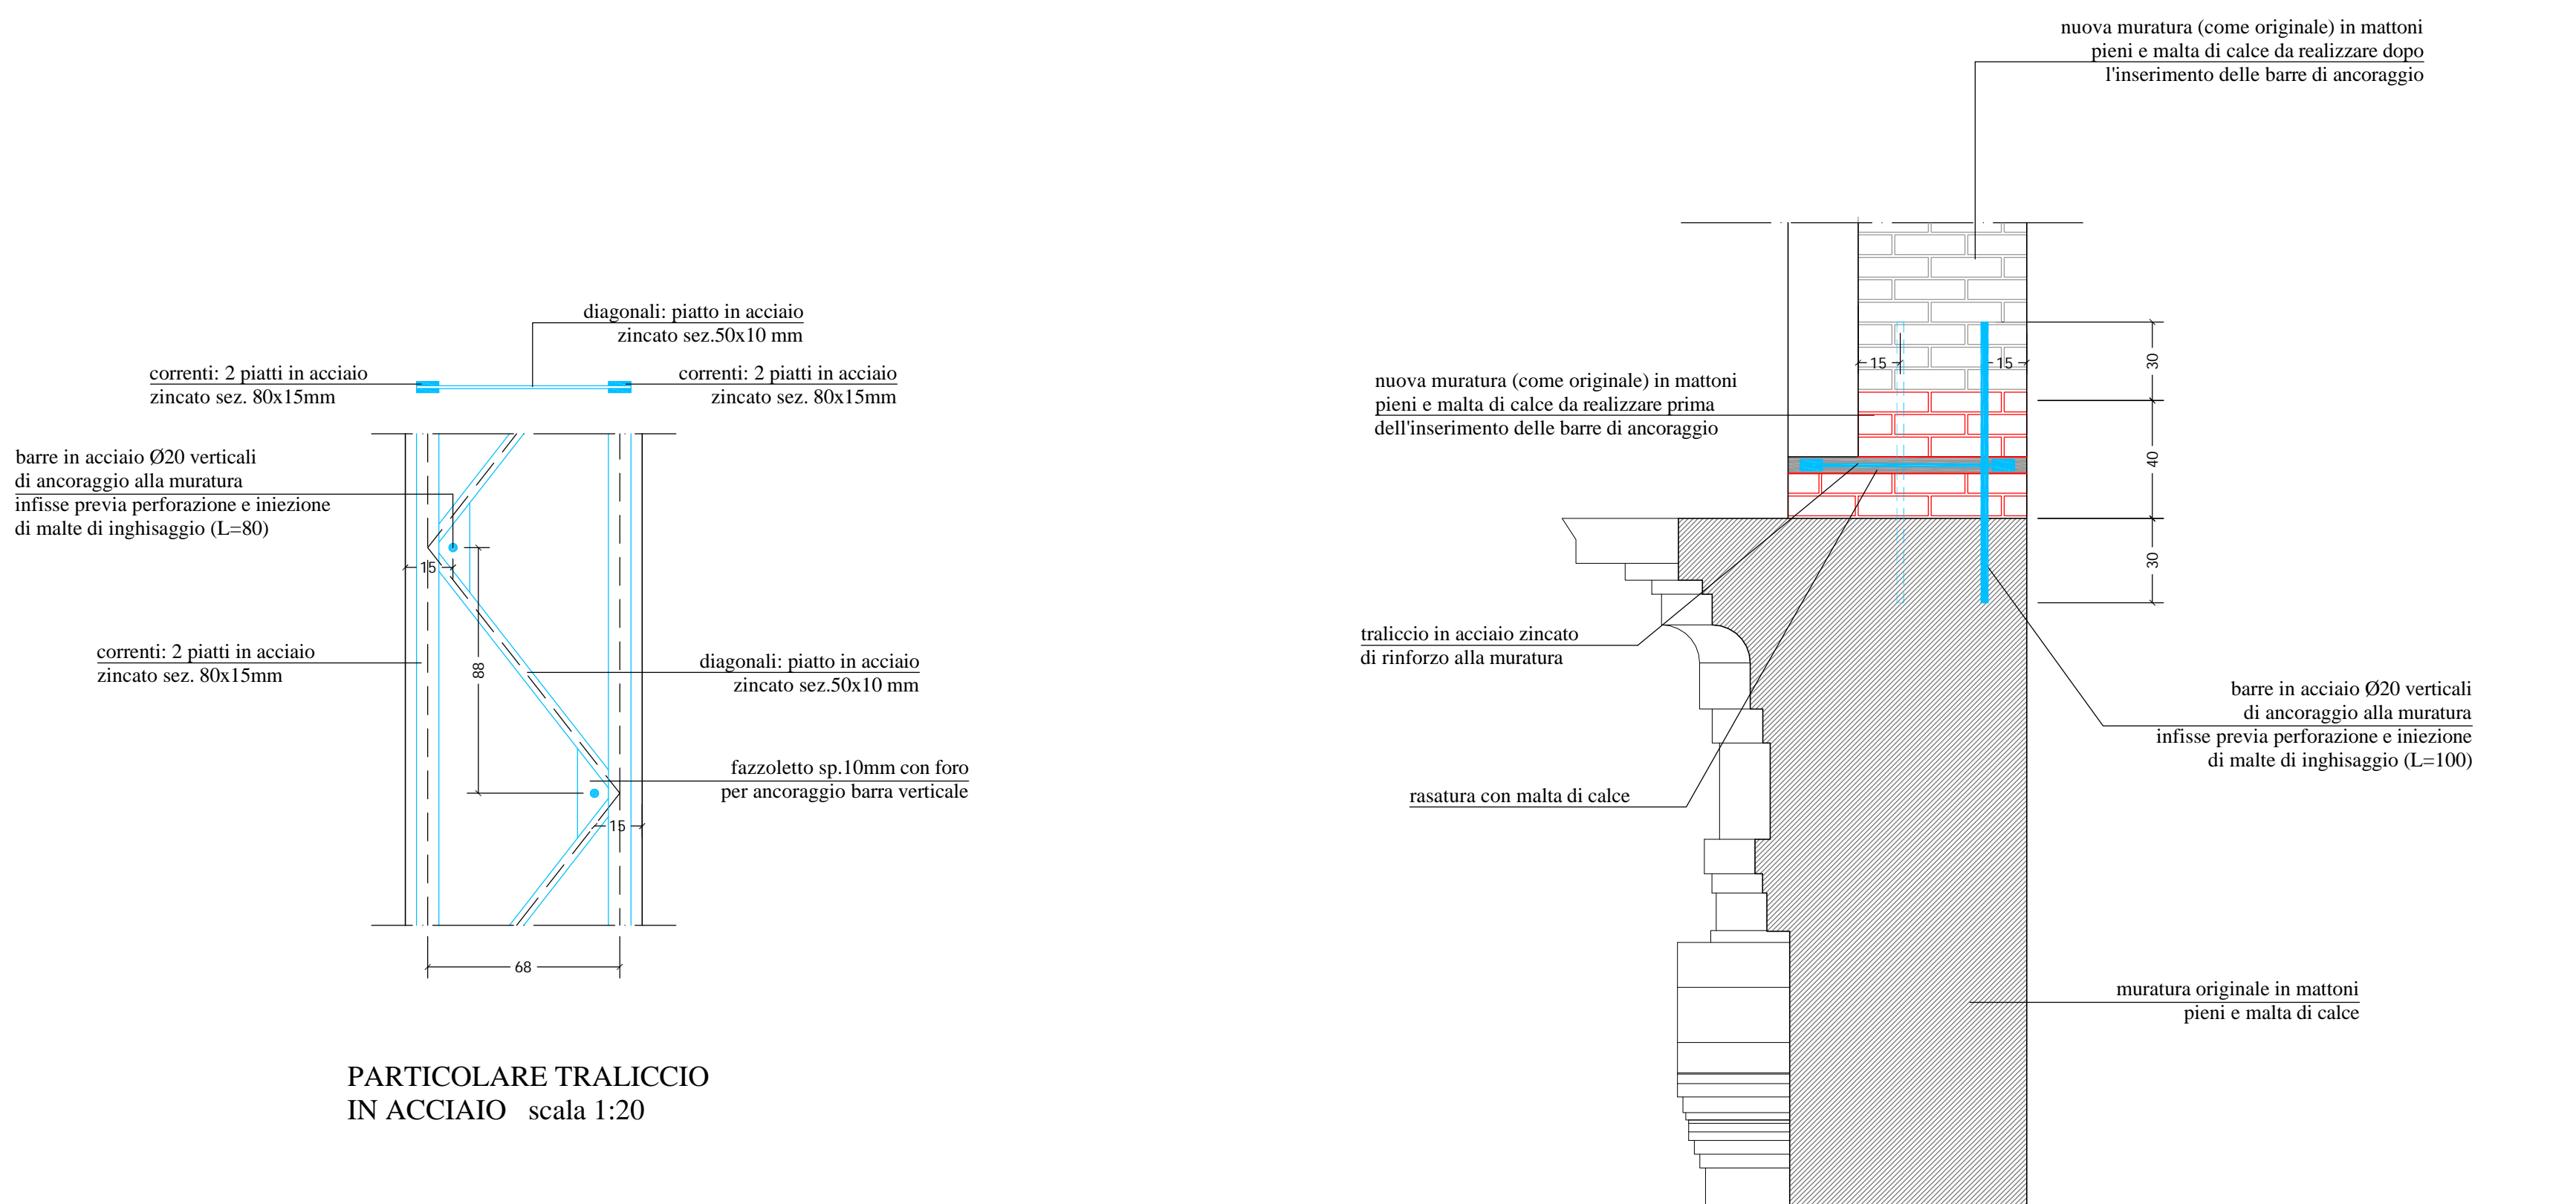 diagonali: piatto in acciaio
zincato sez.50x10 mm
correnti: 2 piatti in acciaio
zincato sez. 80x15mm
correnti: 2 piatti in acciaio
zincato sez. 80x15mm
barre in acciaio Ø20 verticali
di ancoraggio alla muratura
infisse previa perforazione e iniezione
di malte di inghisaggio (L=80)
15
88
correnti: 2 piatti in acciaio
zincato sez. 80x15mm
diagonali: piatto in acciaio
zincato sez.50x10 mm
fazzoletto sp.10mm con foro
per ancoraggio barra verticale
15
68
PARTICOLARE TRALICCIO
IN ACCIAIO scala 1:20
nuova muratura (come originale) in mattoni
pieni e malta di calce da realizzare dopo
l'inserimento delle barre di ancoraggio
15
15
30
nuova muratura (come originale) in mattoni
pieni e malta di calce da realizzare prima
dell'inserimento delle barre di ancoraggio
40
30
traliccio in acciaio zincato
di rinforzo alla muratura
barre in acciaio Ø20 verticali
di ancoraggio alla muratura
infisse previa perforazione e iniezione
di malte di inghisaggio (L=100)
rasatura con malta di calce
muratura originale in mattoni
pieni e malta di calce